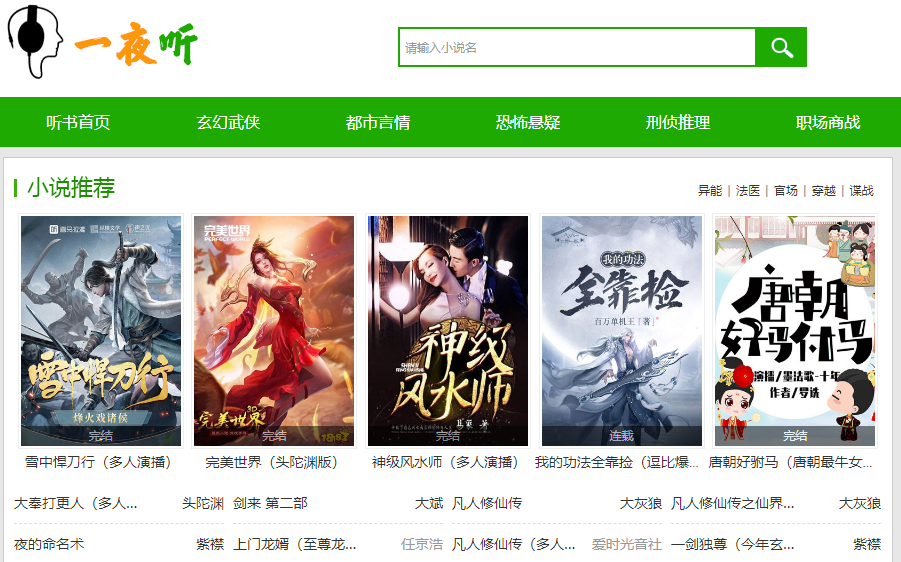 一夜听
请输入小说名
听书首页 玄幻武侠 都市言情 恐怖悬疑 刑侦推理 职场商战
小说推荐
异能 | 法医 | 官场 | 穿越 | 谍战
雪中悍刀行
烽火戏诸侯
完结
完美世界
PERFECT WORLD
完美世界3D
完结
神级
风水师
完结
我的功法
全靠捡
百万单机王 [著]
连载
唐朝
好驸马
演播/墨法歌-十年
作者/罗诜
完结
雪中悍刀行（多人演播） 完美世界（头陀渊版） 神级风水师（多人演播） 我的功法全靠捡（逗比爆... 唐朝好驸马（唐朝最牛女...
大奉打更人（多人... 头陀渊 剑来 第二部 大斌 凡人修仙传 大灰狼 凡人修仙传之仙界... 大灰狼
夜的命名术 紫襟 上门龙婿（至尊龙... 任京浩 凡人修仙传（多人... 爱时光音社 一剑独尊（今年玄... 紫襟